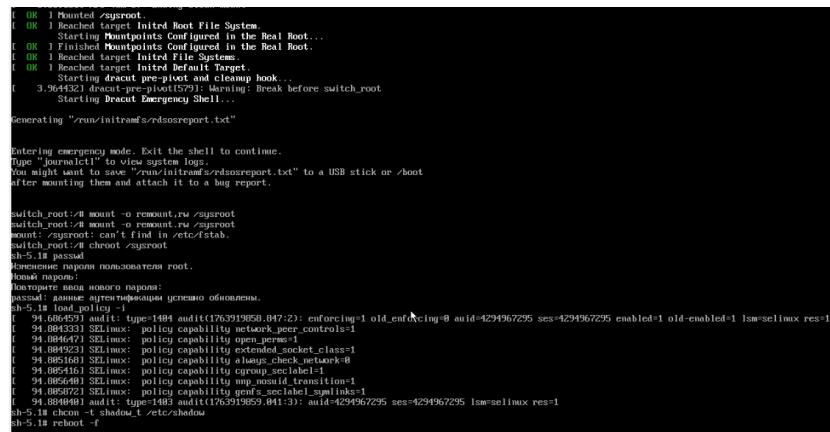 [  OK  ] Mounted /sysroot.
[  OK  ] Reached target Initrd Root File System.
Starting Mountpoints Configured in the Real Root...
[  OK  ] Finished Mountpoints Configured in the Real Root.
[  OK  ] Reached target Initrd File Systems.
[  OK  ] Reached target Initrd Default Target.
Starting dracut pre-pivot and cleanup hook...
[    3.964432] dracut-pre-pivot[579]: Warning: Break before switch_root
Starting Dracut Emergency Shell...
Generating "/run/initramfs/rdsosreport.txt"
Entering emergency mode. Exit the shell to continue.
Type "journalctl" to view system logs.
You might want to save "/run/initramfs/rdsosreport.txt" to a USB stick or /boot
after mounting them and attach it to a bug report.
switch_root:/# mount -o remount,rw /sysroot
switch_root:/# mount -o remount.rw /sysroot
mount: /sysroot: can't find in /etc/fstab.
switch_root:/# chroot /sysroot
sh-5.1# passwd
Изменение пароля пользователя root.
Новый пароль:
Повторите ввод нового пароля:
passwd: данные аутентификации успешно обновлены.
sh-5.1# load_policy -i
[   94.686459] audit: type=1404 audit(1763919858.847:2): enforcing=1 old_enforcing=0 auid=4294967295 ses=4294967295 enabled=1 old-enabled=1 lsm=selinux res=1
[   94.804333] SELinux:  policy capability network_peer_controls=1
[   94.804647] SELinux:  policy capability open_perms=1
[   94.804923] SELinux:  policy capability extended_socket_class=1
[   94.805168] SELinux:  policy capability always_check_network=0
[   94.805416] SELinux:  policy capability cgroup_seclabel=1
[   94.805640] SELinux:  policy capability nnp_nosuid_transition=1
[   94.805872] SELinux:  policy capability genfs_seclabel_symlinks=1
[   94.884040] audit: type=1403 audit(1763919859.041:3): auid=4294967295 ses=4294967295 lsm=selinux res=1
sh-5.1# chcon -t shadow_t /etc/shadow
sh-5.1# reboot -f